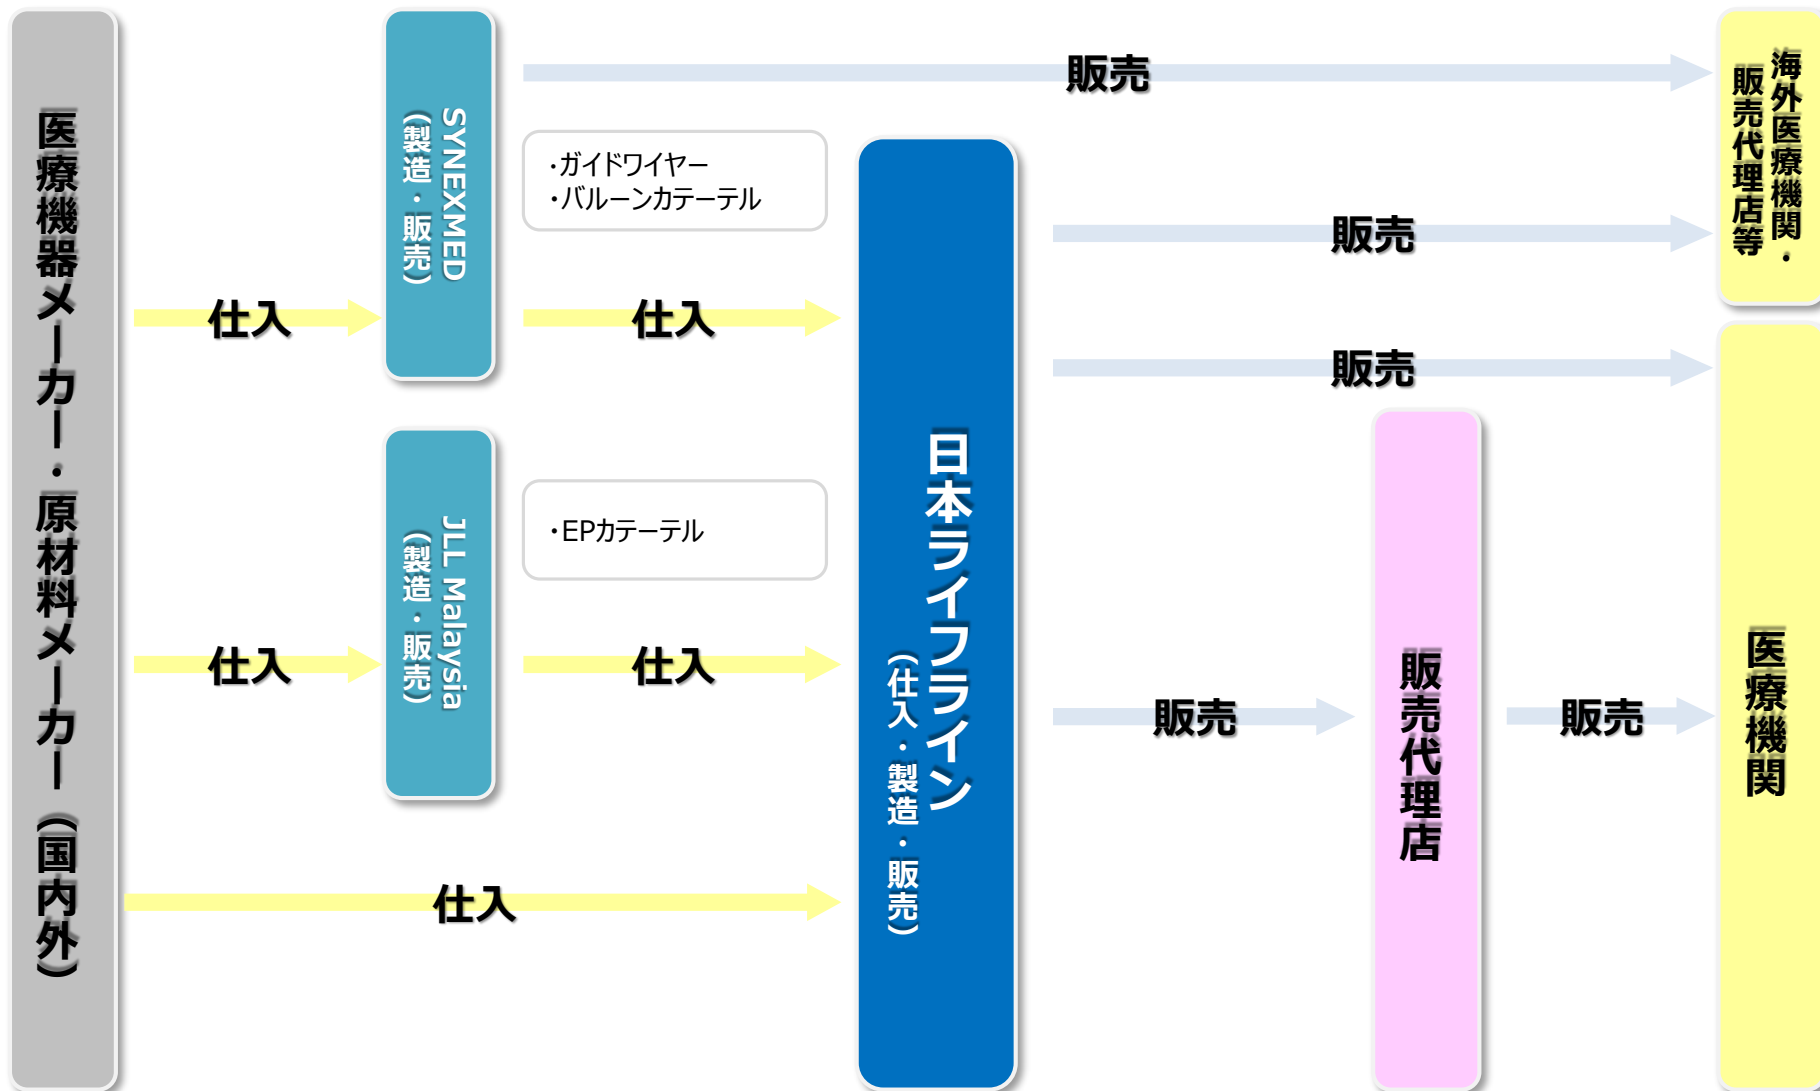 医療機器メーカー・原材料メーカー（国内外）
仕入
仕入
仕入
SYNEXMED
（製造・販売）
JLL Malaysia
（製造・販売）
・ガイドワイヤー
・バルーンカテーテル
仕入
・EPカテーテル
仕入
日本ライフライン
（仕入・製造・販売）
販売
販売
販売
販売
販売代理店
販売
海外医療機関・
販売代理店等
医療機関